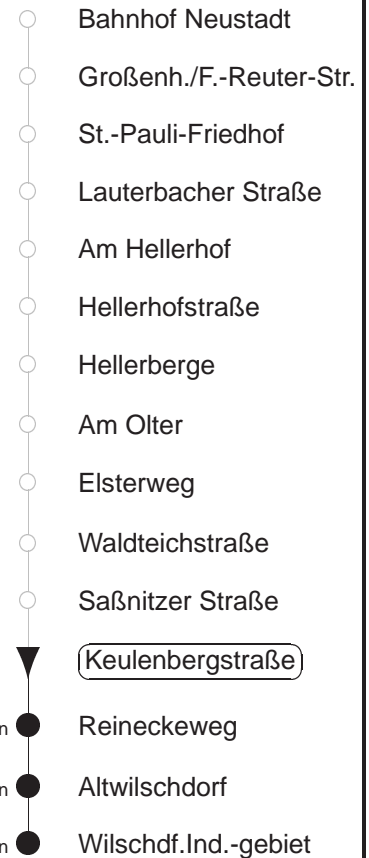 Bahnhof Neustadt
Großenh./F.-Reuter-Str.
St.-Pauli-Friedhof
Lauterbacher Straße
Am Hellerhof
Hellerhofstraße
Hellerberge
Am Olter
Elsterweg
Waldteichstraße
Saßnitzer Straße
Keulenbergstraße
n Reineckeweg
n Altwilschdorf
n Wilschdf.Ind.-gebiet